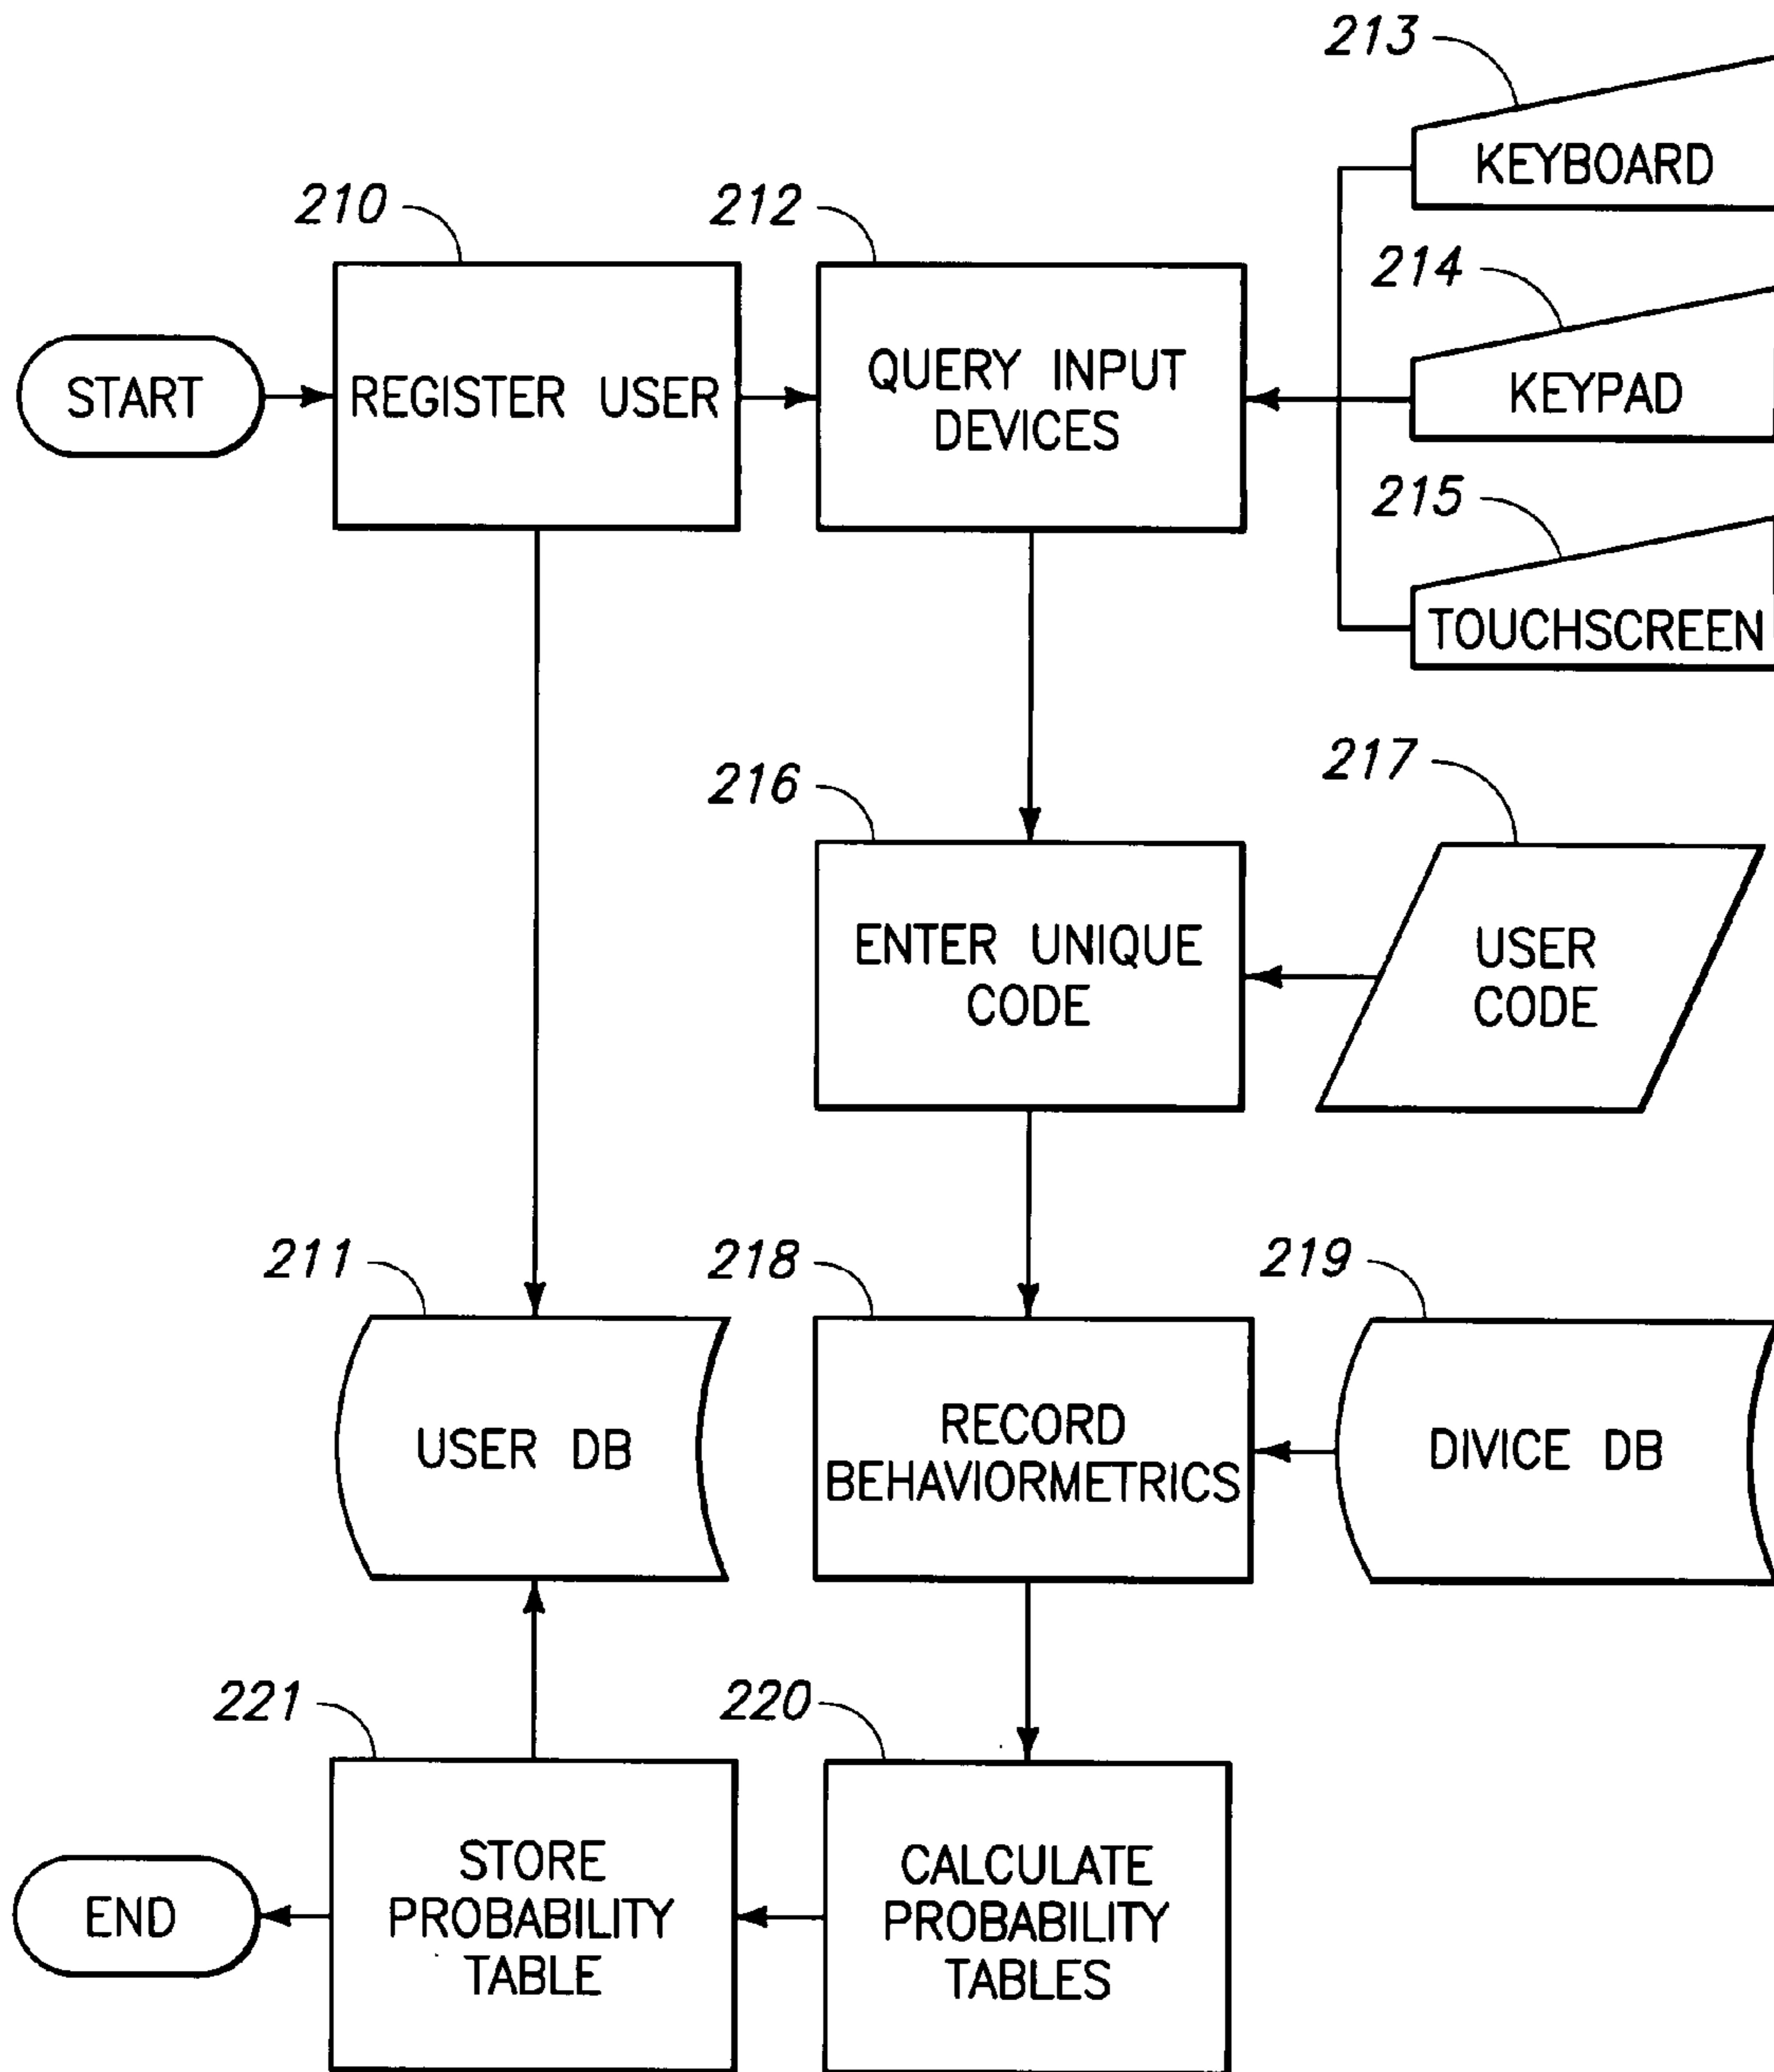 213
KEYBOARD
210
212
214
START
REGISTER USER
QUERY INPUT
DEVICES
KEYPAD
215
TOUCHSCREEN
216
217
ENTER UNIQUE
CODE
USER
CODE
211
218
219
USER DB
RECORD
BEHAVIORMETRICS
DIVICE DB
221
220
END
STORE
PROBABILITY
TABLE
CALCULATE
PROBABILITY
TABLES